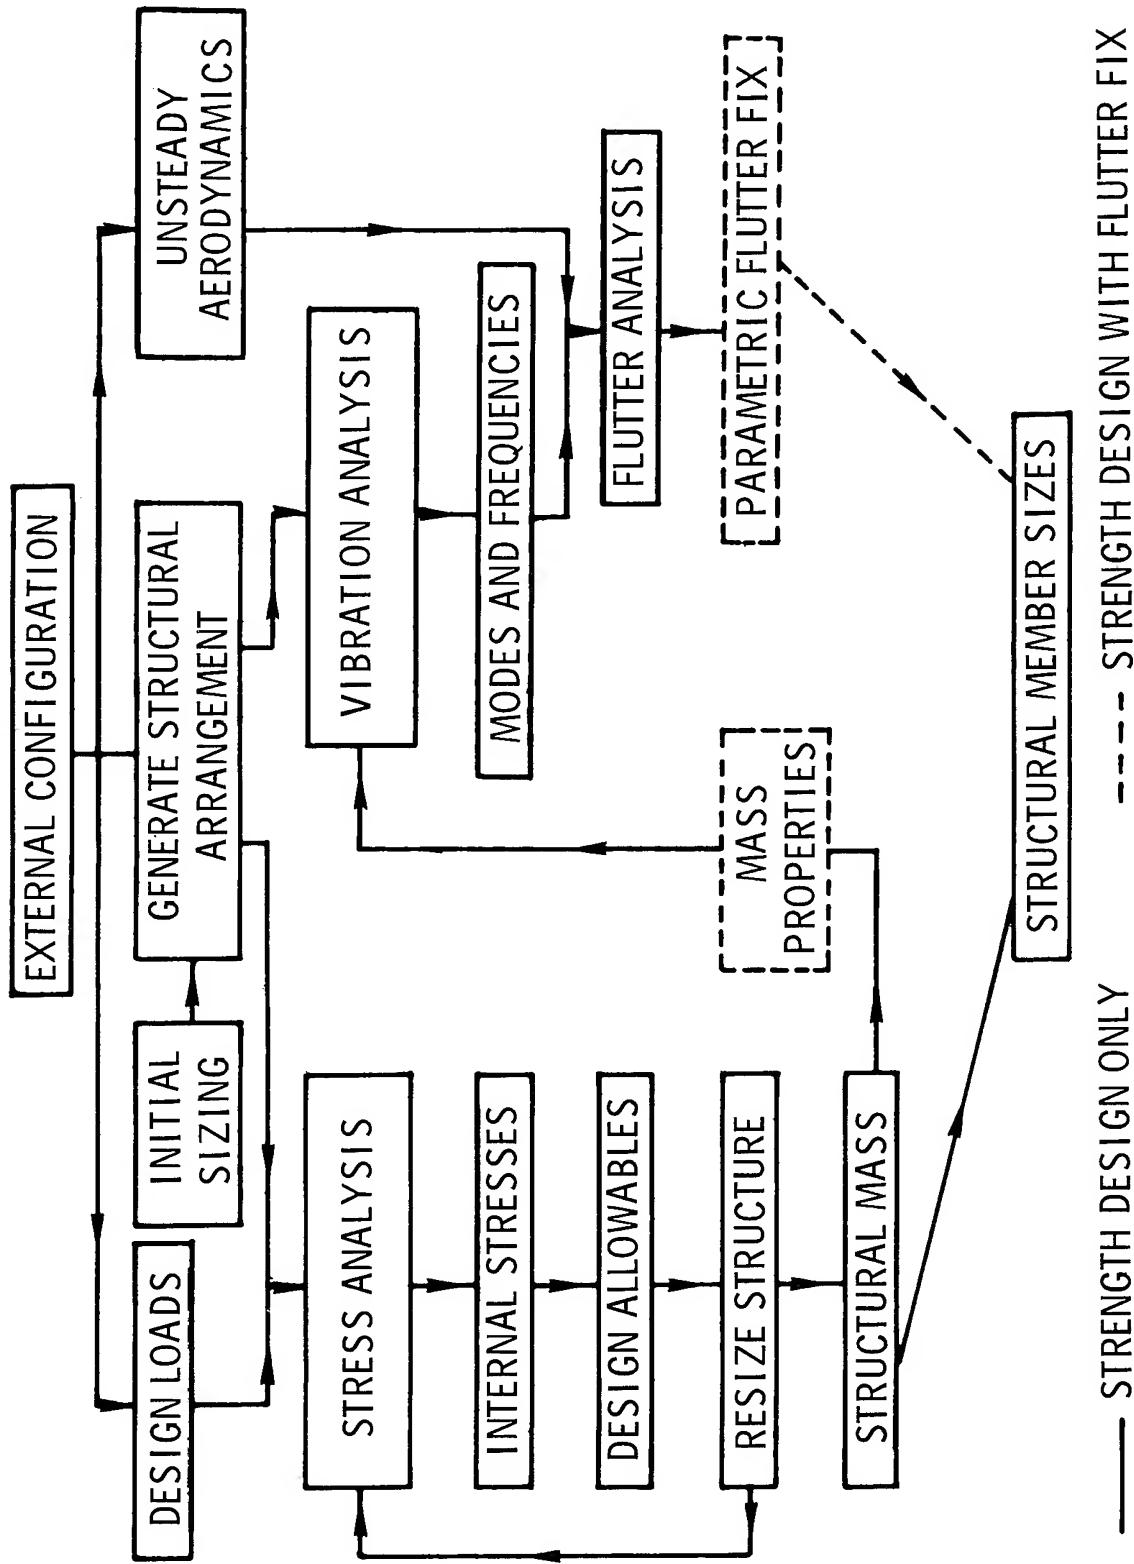 EXTERNAL CONFIGURATION
DESIGN LOADS
INITIAL
SIZING
GENERATE STRUCTURAL
ARRANGEMENT
UNSTEADY
AERODYNAMICS
STRESS ANALYSIS
VIBRATION ANALYSIS
INTERNAL STRESSES
MODES AND FREQUENCIES
DESIGN ALLOWABLES
FLUTTER ANALYSIS
RESIZE STRUCTURE
MASS
PROPERTIES
PARAMETRIC FLUTTER FIX
STRUCTURAL MASS
STRUCTURAL MEMBER SIZES
STRENGTH DESIGN ONLY
STRENGTH DESIGN WITH FLUTTER FIX